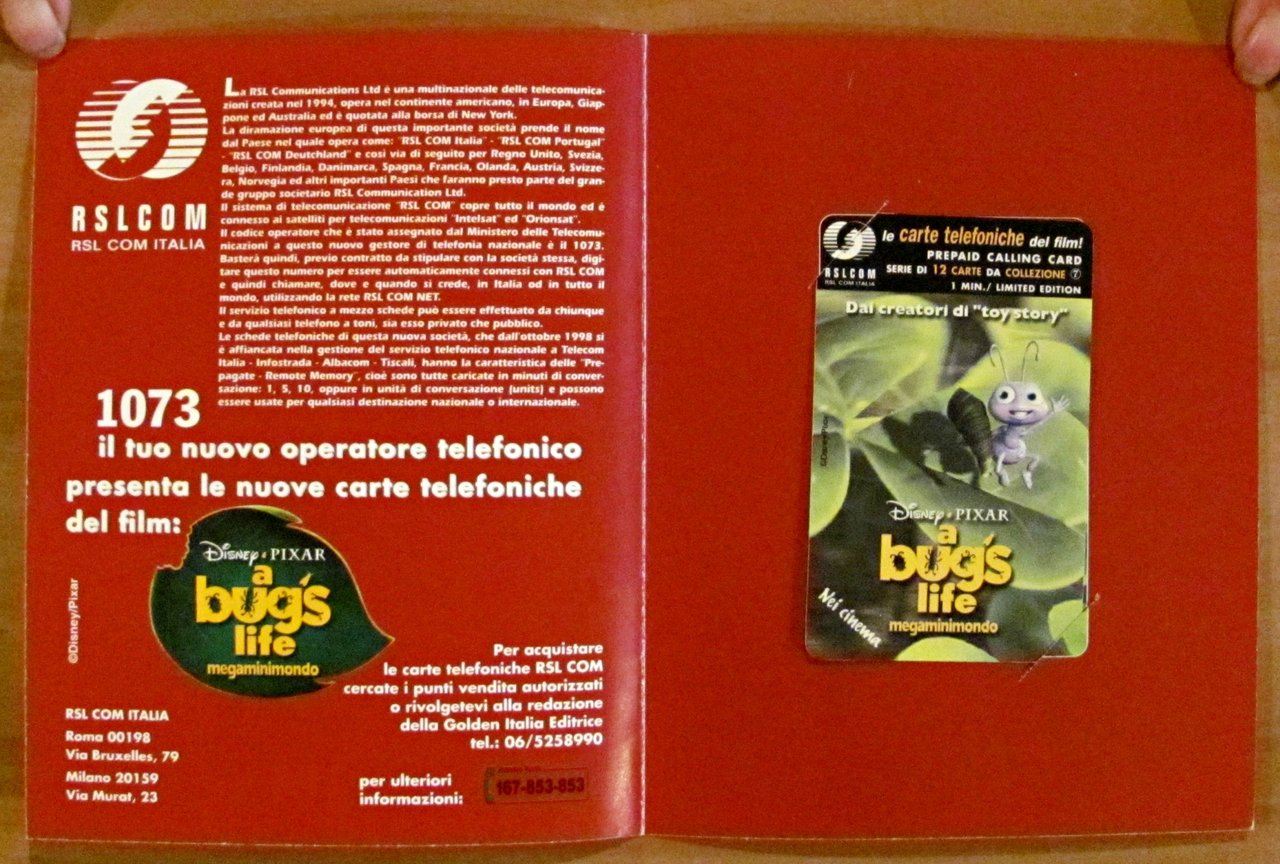 RSLCOM
RSL COM ITALIA
La RSL Communications Ltd è una multinazionale delle telecomunica-
zioni creata nel 1994, opera nel continente americano, in Europa, Giap-
pone ed Australia ed è quotata alla borsa di New York.
La diramazione europea di questa importante società prende il nome
dal Paese nel quale opera come: "RSL COM Italia" - "RSL COM Portugal"
- "RSL COM Deutchland" e così via di seguito per Regno Unito, Svezia,
Belgio, Finlandia, Danimarca, Spagna, Francia, Olanda, Austria, Svizze-
ra, Norvegia ed altri importanti Paesi che faranno presto parte del gran-
de gruppo societario RSL Communication Ltd.
Il sistema di telecomunicazione "RSL COM" copre tutto il mondo ed è
connesso ai satelliti per telecomunicazioni "Intelsat" ed "Orionsat".
Il codice operatore che è stato assegnato dal Ministero delle Telecomu-
nicazioni a questo nuovo gestore di telefonia nazionale è il 1073.
Basterà quindi, previo contratto da stipulare con la società stessa, digi-
tare questo numero per essere automaticamente connessi con RSL COM
e quindi chiamare, dove e quando si crede, in Italia od in tutto il
mondo, utilizzando la rete RSL COM NET.
Il servizio telefonico a mezzo schede può essere effettuato da chiunque
e da qualsiasi telefono a toni, sia esso privato che pubblico.
Le schede telefoniche di questa nuova società, che dall'ottobre 1998 si
è affiancata nella gestione del servizio telefonico nazionale a Telecom
Italia - Infostrada - Albacom - Tiscali, hanno la caratteristica delle "Pre-
pagate - Remote Memory", cioè sono tutte caricate in minuti di conver-
sazione: 1, 5, 10, oppure in unità di conversazione (units) e possono
essere usate per qualsiasi destinazione nazionale o internazionale.
1073
il tuo nuovo operatore telefonico
presenta le nuove carte telefoniche
del film:
Disney · PIXAR
a
bug's
life
megaminimondo
©Disney/Pixar
Per acquistare
le carte telefoniche RSL COM
cercate i punti vendita autorizzati
o rivolgetevi alla redazione
della Golden Italia Editrice
tel.: 06/5258990
RSL COM ITALIA
Roma 00198
Via Bruxelles, 79
Milano 20159
Via Murat, 23
per ulteriori
informazioni:
167-853-853
RSLCOM
RSL COM ITALIA
le carte telefoniche del film!
PREPAID CALLING CARD
SERIE DI 12 CARTE DA COLLEZIONE 7
1 MIN./ LIMITED EDITION
Dai creatori di "toy story"
©Disney/Pixar
Disney · PIXAR
a
bug's
life
megaminimondo
Nei cinema